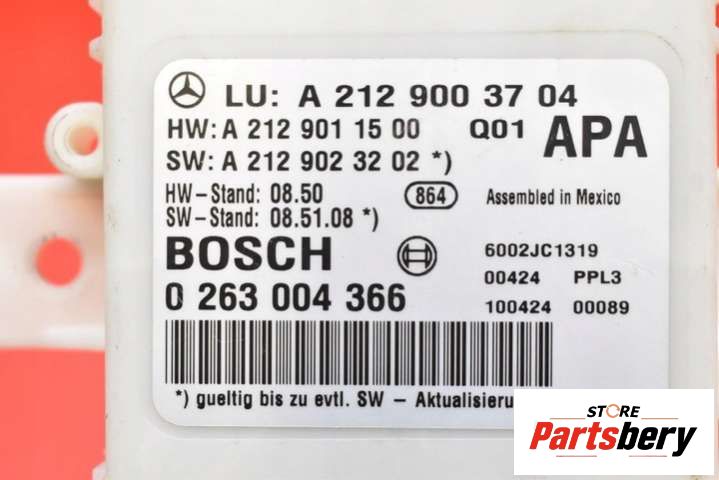 LU: A 212 900 37 04
HW: A 212 901 15 00 Q01 APA
SW: A 212 902 32 02 *)
HW-Stand: 08.50 864 Assembled in Mexico
SW-Stand: 08.51.08 *)
BOSCH 6002JC1319
00424 PPL3
0 263 004 366 100424 00089
*) gueltig bis zu evtl. SW - Aktualisieru
STORE
Partsbery